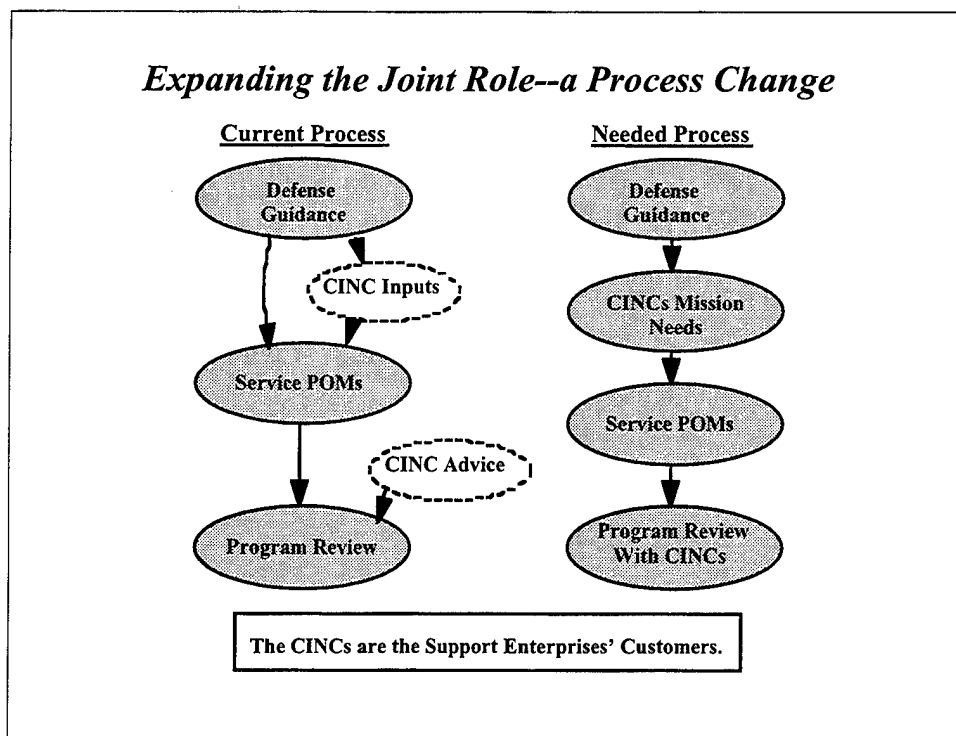 Expanding the Joint Role--a Process Change
Current Process
Defense
Guidance
CINC Inputs
Service POMs
CINC Advice
Program Review
Needed Process
Defense
Guidance
CINCs Mission
Needs
Service POMs
Program Review
With CINCs
The CINCs are the Support Enterprises' Customers.